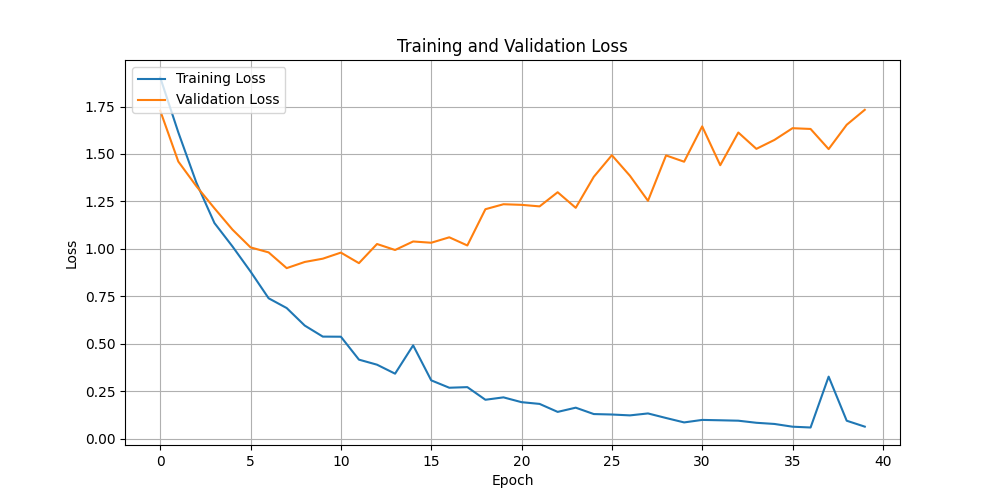 Training and Validation Loss
Training Loss
Validation Loss
1.75
1.50
1.25
1.00
0.75
0.50
0.25
0.00
Loss
0 5 10 15 20 25 30 35 40
Epoch